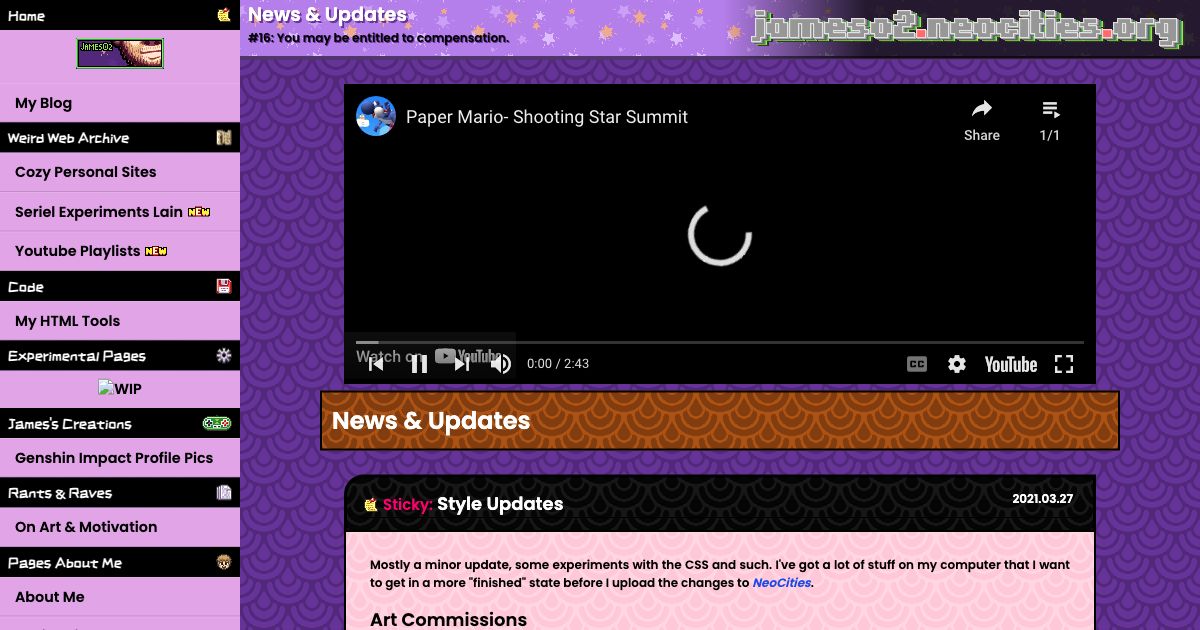 Home
JAMESO2
My Blog
Weird Web Archive
Cozy Personal Sites
Seriel Experiments Lain NEW
Youtube Playlists NEW
Code
My HTML Tools
Experimental Pages
WIP
James's Creations
Genshin Impact Profile Pics
Rants & Raves
On Art & Motivation
Pages About Me
About Me
News & Updates
#16: You may be entitled to compensation.
jameso2.neocities.org
Paper Mario- Shooting Star Summit
Share
1/1
Watch on YouTube
0:00 / 2:43
CC
YouTube
News & Updates
Sticky: Style Updates
2021.03.27
Mostly a minor update, some experiments with the CSS and such. I've got a lot of stuff on my computer that I want
to get in a more "finished" state before I upload the changes to NeoCities.
Art Commissions